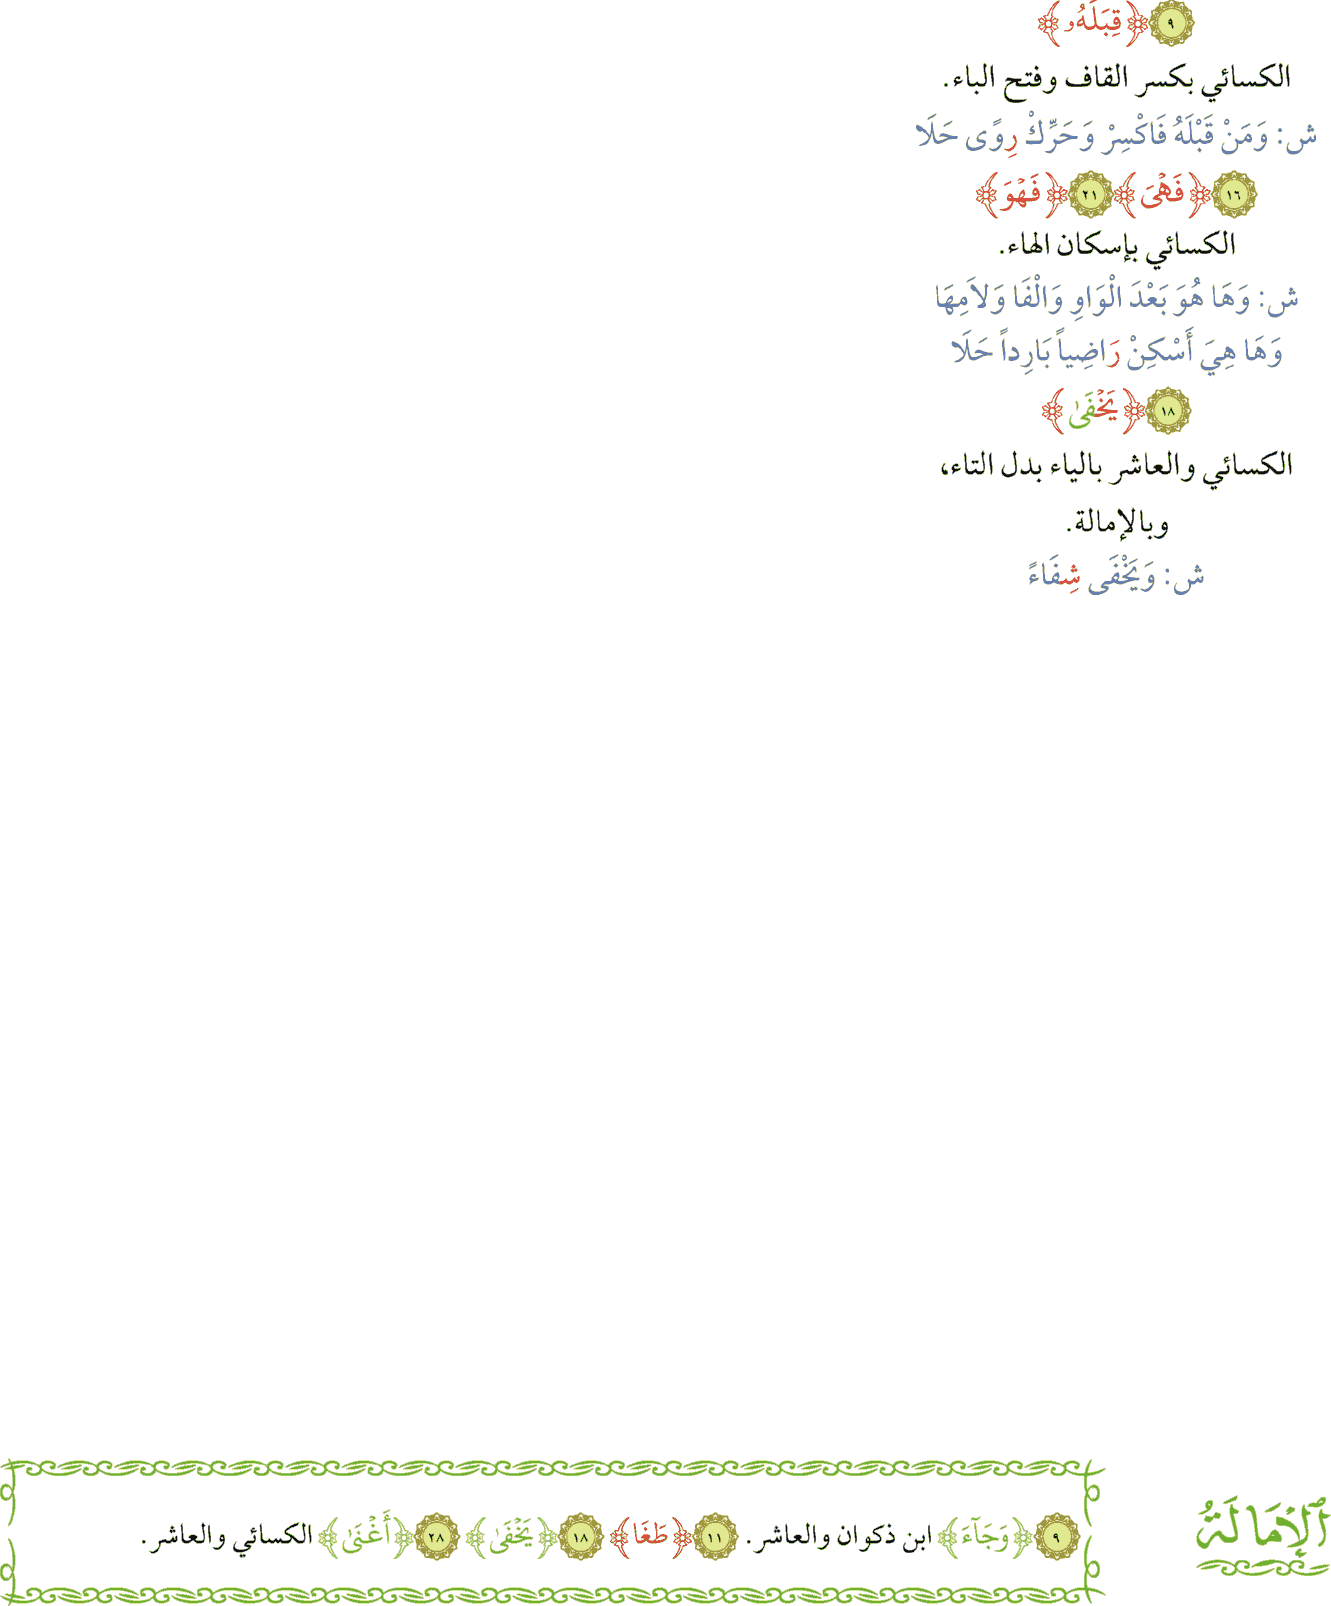 ٩ ﴿قِبَلَهُۥ﴾
الكسائي بكسر القاف وفتح الباء.
ش: وَمَنْ قَبْلَهُ فَاكْسِرْ وَحَرِّكْ رِوًى حَلَا
١٦ ﴿فَهْىَ﴾ ٢١ ﴿فَهْوَ﴾
الكسائي بإسكان الهاء.
ش: وَهَا هُوَ بَعْدَ الْوَاوِ وَالْفَا وَلاَمِهَا
وَهَا هِيَ أَسْكِنْ رَاضِياً بَارِداً حَلَا
١٨ ﴿يَخْفَىٰ﴾
الكسائي والعاشر بالياء بدل التاء،
وبالإمالة.
ش: وَيَخْفَى شِفَاءً
ٱلْإِمَالَةُ
٩ ﴿وَجَآءَ﴾ ابن ذكوان والعاشر. ١١ ﴿طَغَا﴾ ١٨ ﴿يَخْفَىٰ﴾ ٢٨ ﴿أَغْنَىٰ﴾ الكسائي والعاشر.